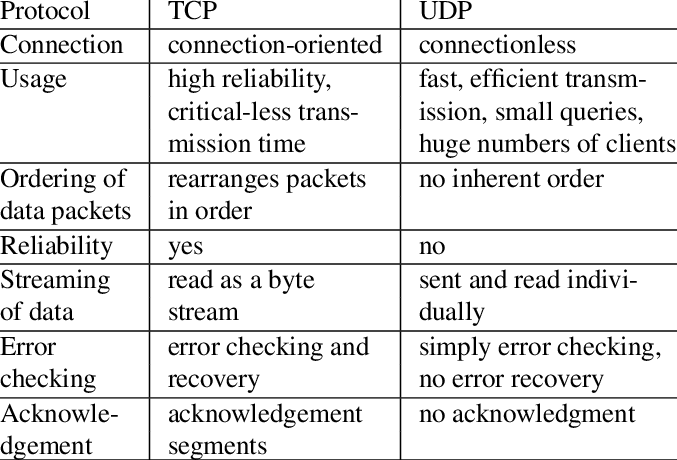 Protocol TCP UDP
Connection connection-oriented connectionless
Usage high reliability, fast, efficient transm-
critical-less trans- ission, small queries,
mission time huge numbers of clients
Ordering of rearranges packets no inherent order
data packets in order
Reliability yes no
Streaming read as a byte sent and read indivi-
of data stream dually
Error error checking and simply error checking,
checking recovery no error recovery
Acknowle- acknowledgement no acknowledgment
dgement segments